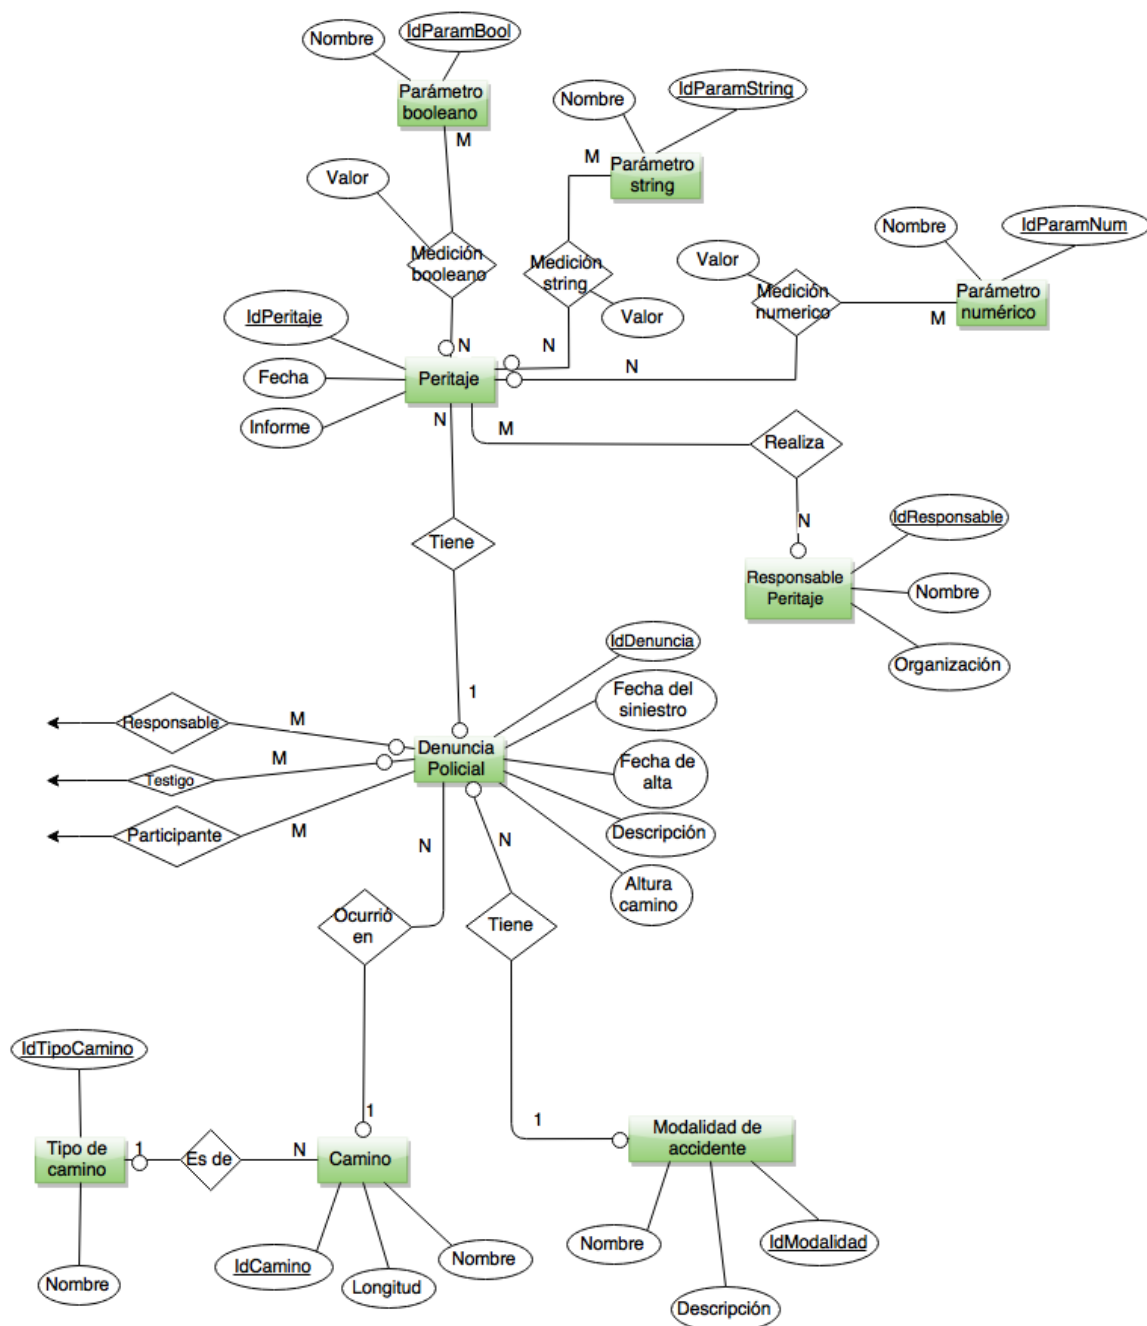 Nombre
IdParamBool
Parámetro
booleano
M
Nombre
IdParamString
M
Parámetro
string
Valor
Nombre
IdParamNum
Medición
booleano
Medición
string
Valor
Valor
Medición
numerico
Parámetro
numérico
M
IdPeritaje
N
N
N
Fecha
Peritaje
Informe
N
M
Realiza
Tiene
N
IdResponsable
Responsable
Peritaje
Nombre
Organización
IdDenuncia
Fecha del
siniestro
1
Responsable
M
Denuncia
Policial
Testigo
M
Fecha de
alta
Participante
M
Descripción
N
N
Altura
camino
Ocurrió
en
Tiene
IdTipoCamino
1
1
Tipo de
camino
1
Es de
N
Camino
Modalidad de
accidente
Nombre
IdCamino
Longitud
Nombre
Nombre
IdModalidad
Descripción